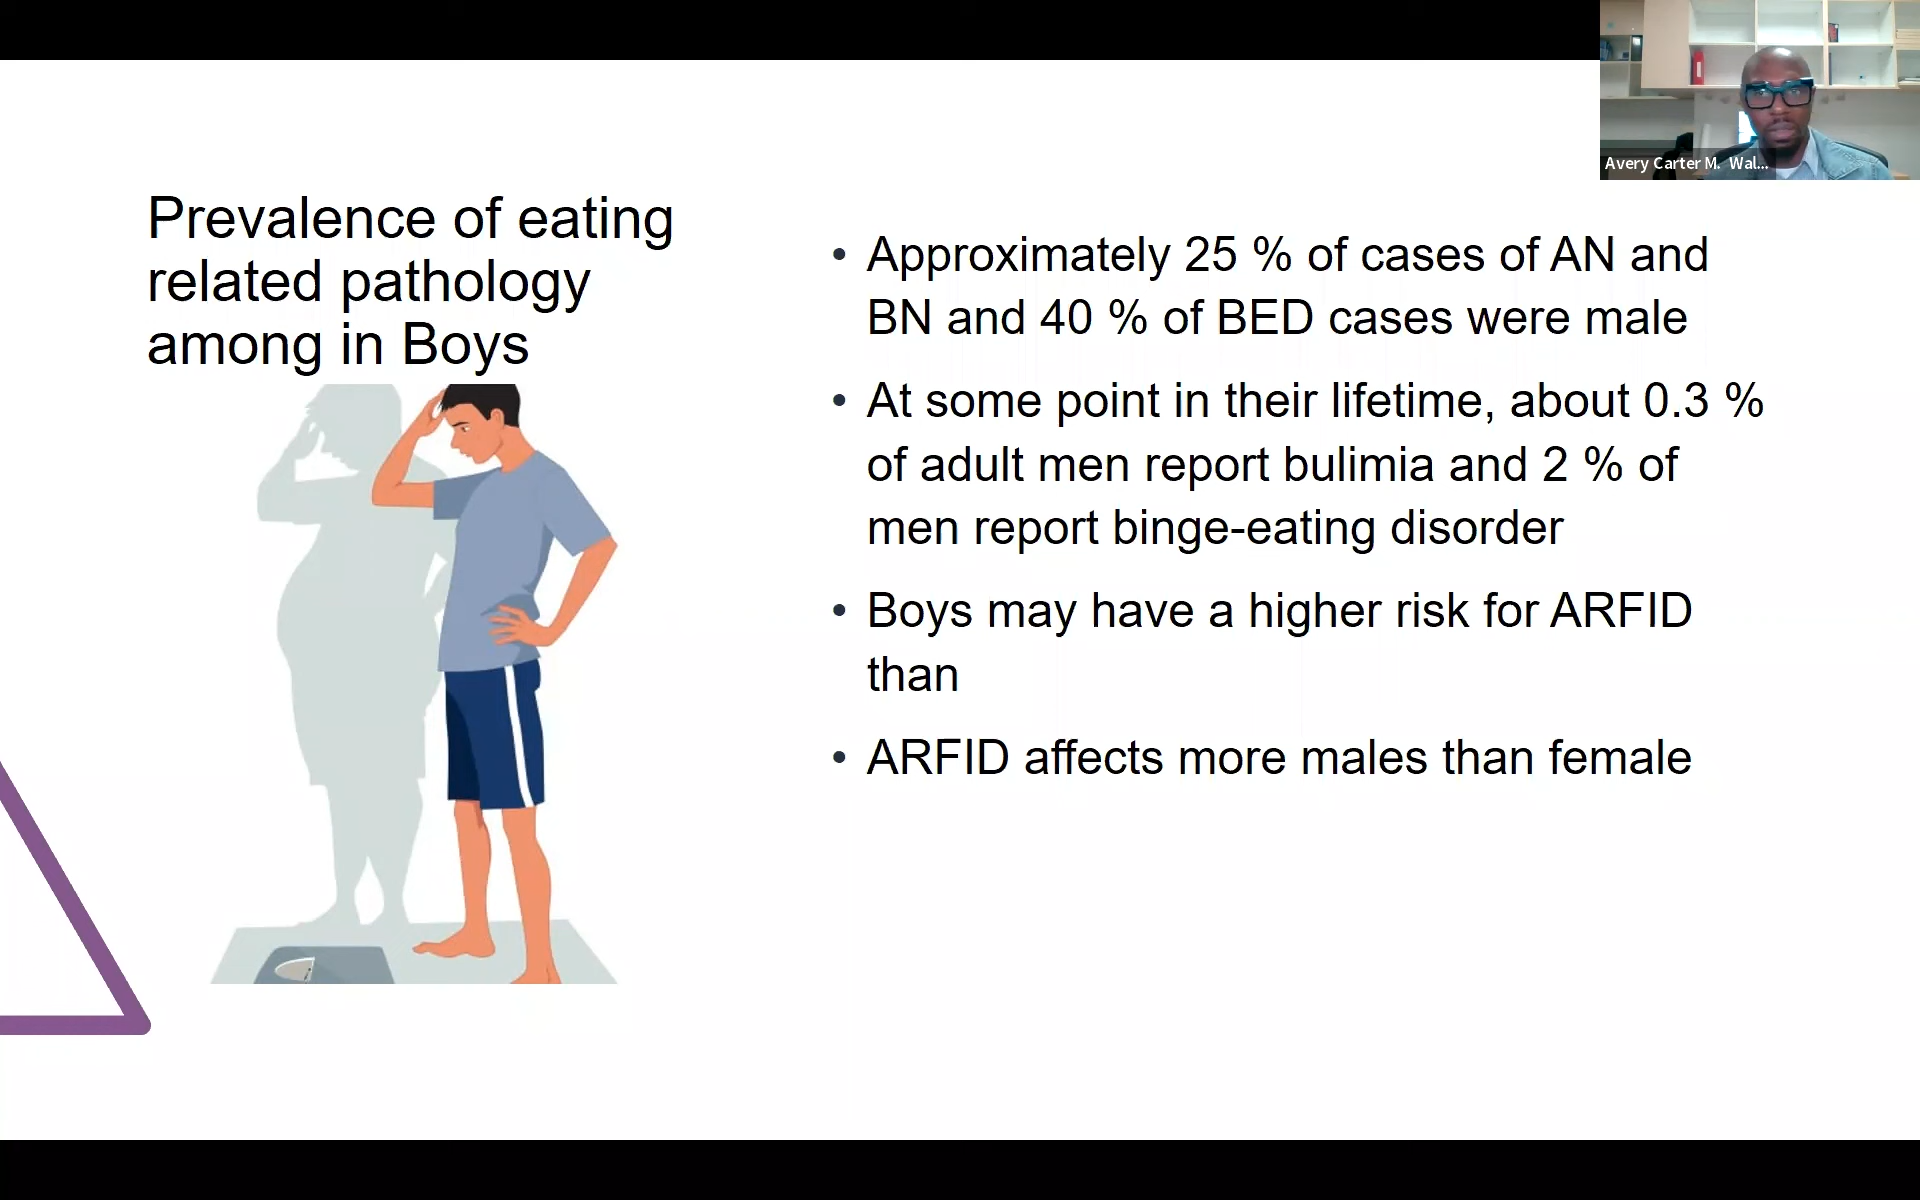 Avery Carter M. Wal...
Prevalence of eating
related pathology
among in Boys
• Approximately 25 % of cases of AN and
BN and 40 % of BED cases were male
• At some point in their lifetime, about 0.3 %
of adult men report bulimia and 2 % of
men report binge-eating disorder
• Boys may have a higher risk for ARFID
than
• ARFID affects more males than female